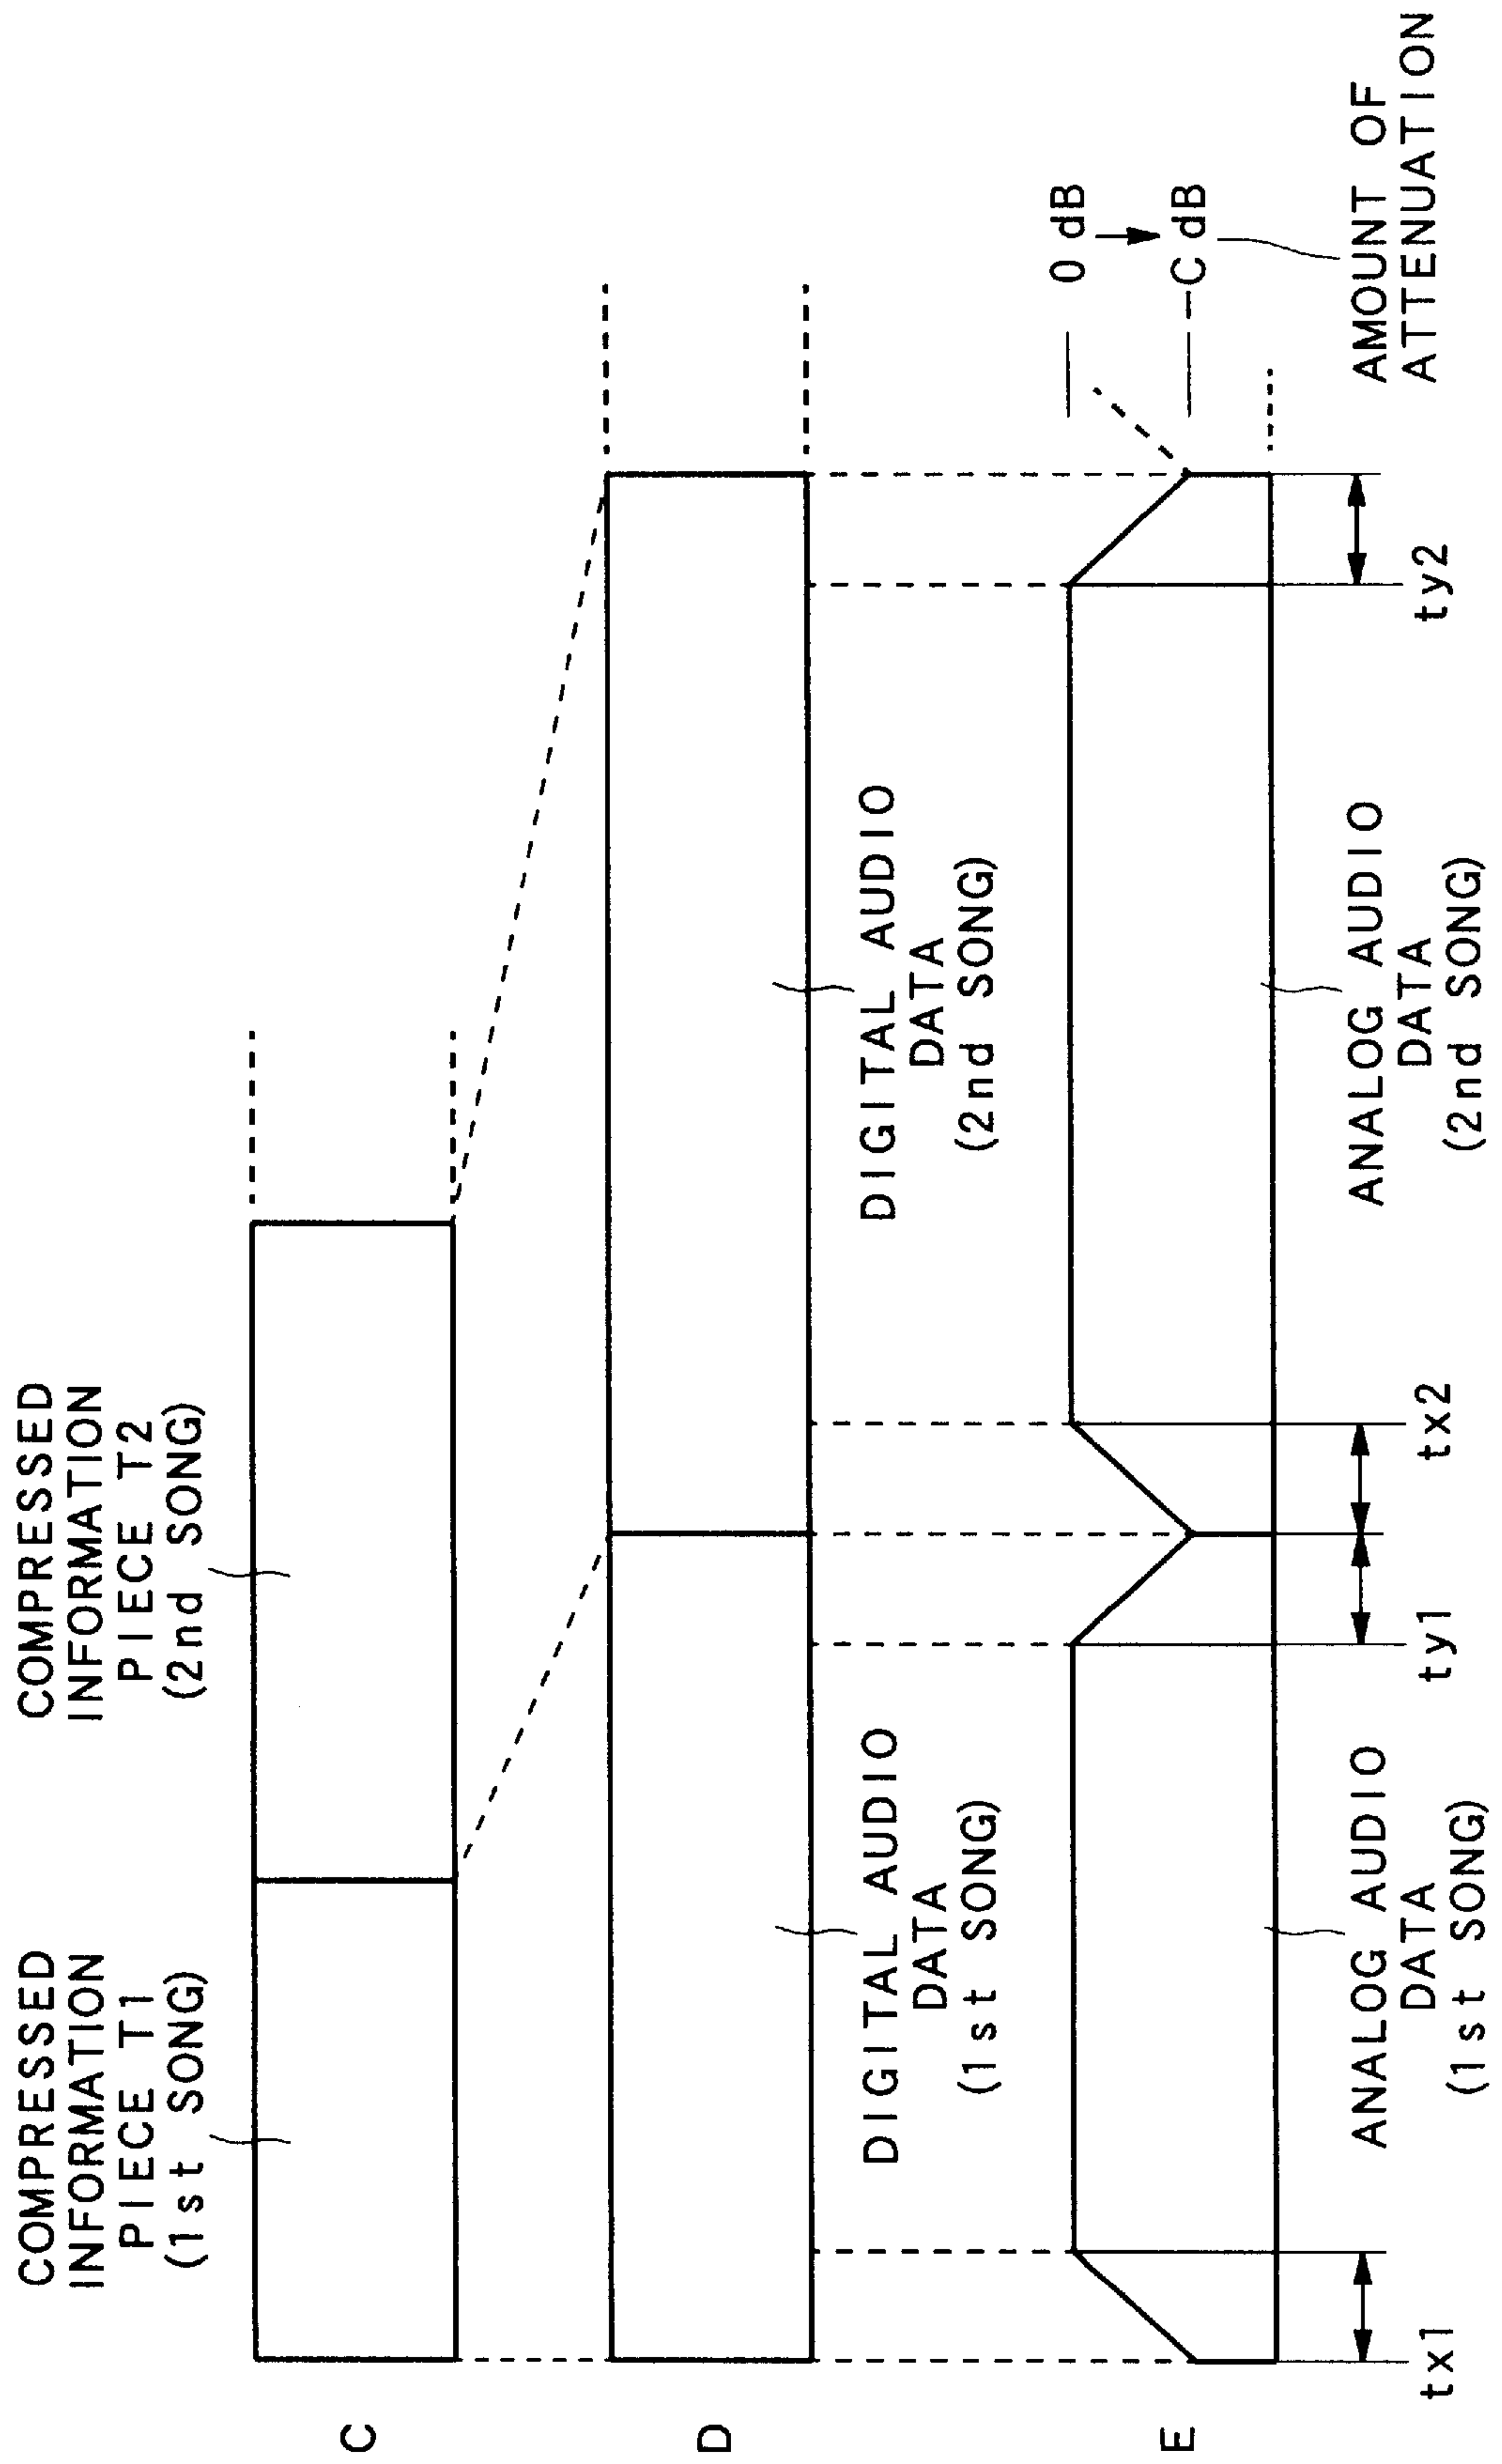 COMPRESSED
INFORMATION
PIECE T1
(1st SONG)
COMPRESSED
INFORMATION
PIECE T2
(2nd SONG)
C
D
DIGITAL AUDIO
DATA
(1st SONG)
DIGITAL AUDIO
DATA
(2nd SONG)
0 dB
C dB
E
tx1
ANALOG AUDIO
DATA
(1st SONG)
ty1
tx2
ANALOG AUDIO
DATA
(2nd SONG)
ty2
AMOUNT OF
ATTENUATION